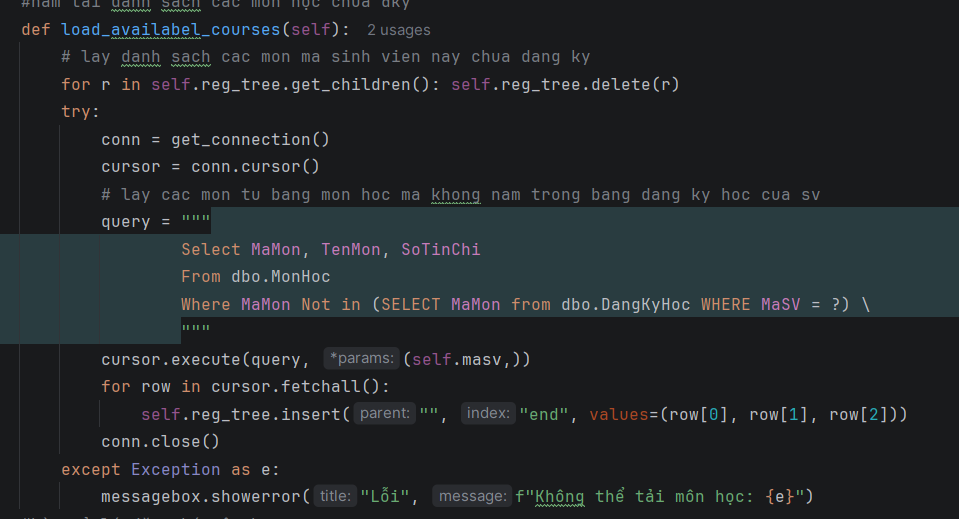 #nam tai danh sach cac mon học chua dky
def load_availabel_courses(self): 2 usages
# lay danh sach cac mon ma sinh vien nay chua dang ky
for r in self.reg_tree.get_children(): self.reg_tree.delete(r)
try:
conn = get_connection()
cursor = conn.cursor()
# lay cac mon tu bang mon hoc ma khong nam trong bang dang ky hoc cua sv
query = """
Select MaMon, TenMon, SoTinChi
From dbo.MonHoc
Where MaMon Not in (SELECT MaMon from dbo.DangKyHoc WHERE MaSV = ?) \
"""
cursor.execute(query, *params: (self.masv,))
for row in cursor.fetchall():
self.reg_tree.insert( parent: "", index: "end", values=(row[0], row[1], row[2]))
conn.close()
except Exception as e:
messagebox.showerror( title: "Lỗi", message: f"Không thể tải môn học: {e}")